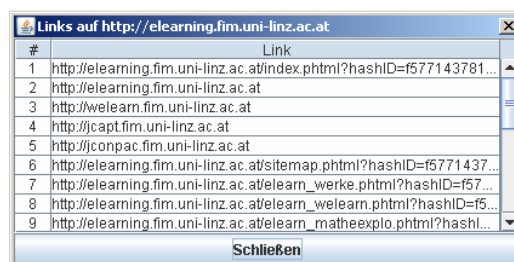 Links auf http://elearning.fim.uni-linz.ac.at
# Link
1 http://elearning.fim.uni-linz.ac.at/index.phtml?hashID=f577143781...
2 http://elearning.fim.uni-linz.ac.at
3 http://welearn.fim.uni-linz.ac.at
4 http://jcapt.fim.uni-linz.ac.at
5 http://jconpac.fim.uni-linz.ac.at
6 http://elearning.fim.uni-linz.ac.at/sitemap.phtml?hashID=f5771437...
7 http://elearning.fim.uni-linz.ac.at/elearn_werke.phtml?hashID=f57...
8 http://elearning.fim.uni-linz.ac.at/elearn_welearn.phtml?hashID=f5...
9 http://elearning.fim.uni-linz.ac.at/elearn_matheexplo.phtml?hashI...
Schließen